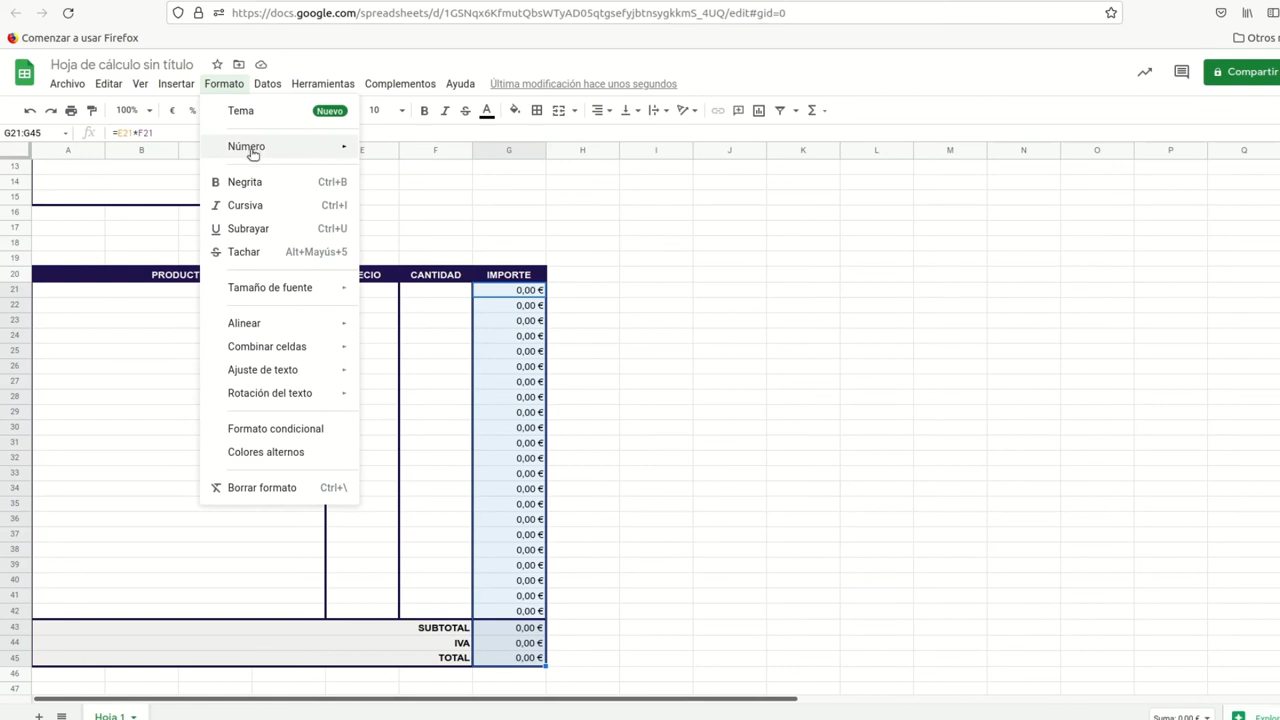 https://docs.google.com/spreadsheets/d/1GSNqx6KfmutQbsWTyAD05qtgsefyjbtnsygkkmS_4UQ/edit#gid=0
Comenzar a usar Firefox
Otros
Hoja de cálculo sin título
Archivo Editar Ver Insertar Formato Datos Herramientas Complementos Ayuda Última modificación hace unos segundos
Compartir
100% € % 10 B I S A Σ
G21:G45 fx =E21*F21
A B E F G H I J K L M N O P Q
Tema Nuevo
Número
B Negrita Ctrl+B
I Cursiva Ctrl+I
U Subrayar Ctrl+U
S Tachar Alt+Mayús+5
Tamaño de fuente
Alinear
Combinar celdas
Ajuste de texto
Rotación del texto
Formato condicional
Colores alternos
Borrar formato Ctrl+\
13
14
15
16
17
18
19
20 PRODUCT ECIO CANTIDAD IMPORTE
21 0,00 €
22 0,00 €
23 0,00 €
24 0,00 €
25 0,00 €
26 0,00 €
27 0,00 €
28 0,00 €
29 0,00 €
30 0,00 €
31 0,00 €
32 0,00 €
33 0,00 €
34 0,00 €
35 0,00 €
36 0,00 €
37 0,00 €
38 0,00 €
39 0,00 €
40 0,00 €
41 0,00 €
42 0,00 €
43 SUBTOTAL 0,00 €
44 IVA 0,00 €
45 TOTAL 0,00 €
46
47
Hoja 1
Suma: 0,00 €
Explor